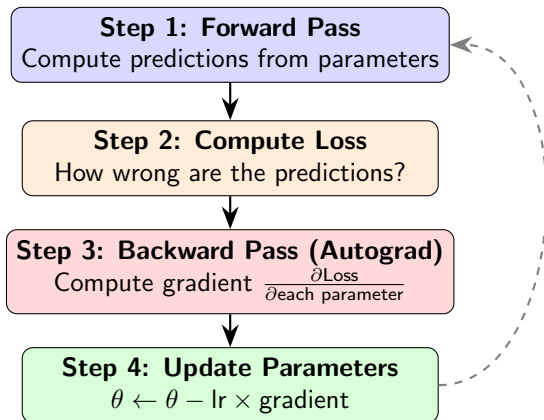 Step 1: Forward Pass
Compute predictions from parameters
Step 2: Compute Loss
How wrong are the predictions?
Step 3: Backward Pass (Autograd)
Compute gradient ∂Loss/∂each parameter
Step 4: Update Parameters
θ ← θ − lr × gradient